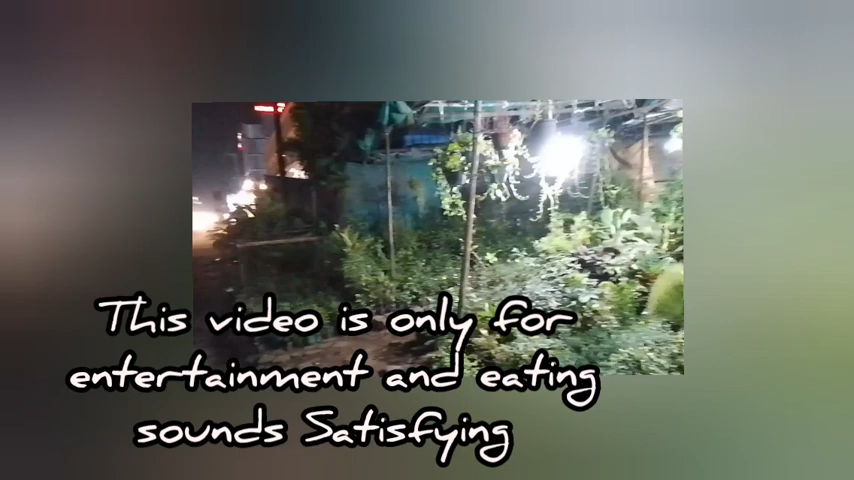 This video is only for
entertainment and eating
sounds Satisfying